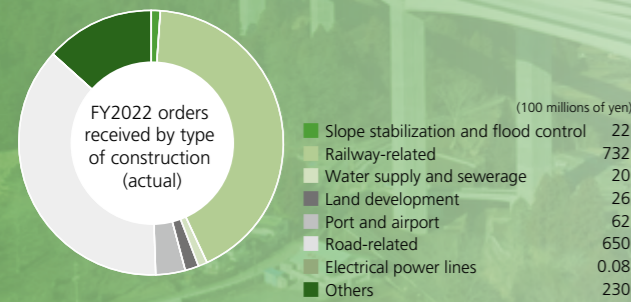 FY2022 orders
received by type
of construction
(actual)
(100 millions of yen)
Slope stabilization and flood control 22
Railway-related 732
Water supply and sewerage 20
Land development 26
Port and airport 62
Road-related 650
Electrical power lines 0.08
Others 230